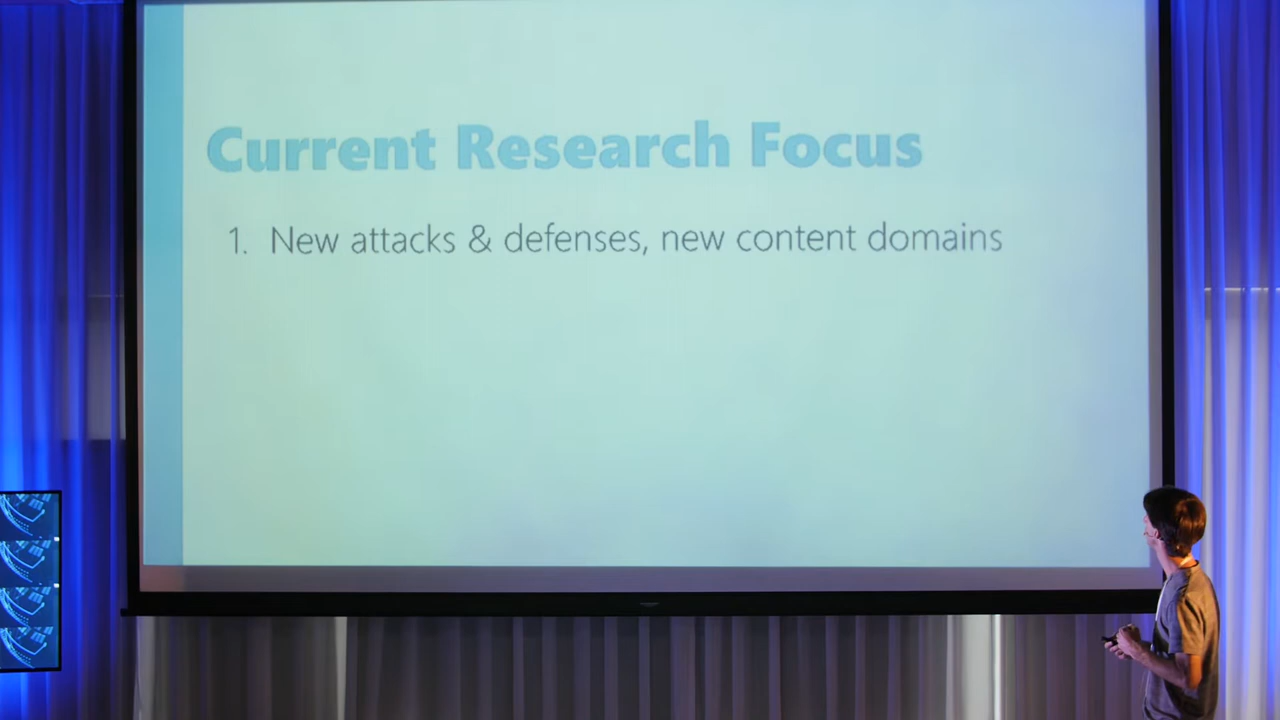 Current Research Focus
1. New attacks & defenses, new content domains